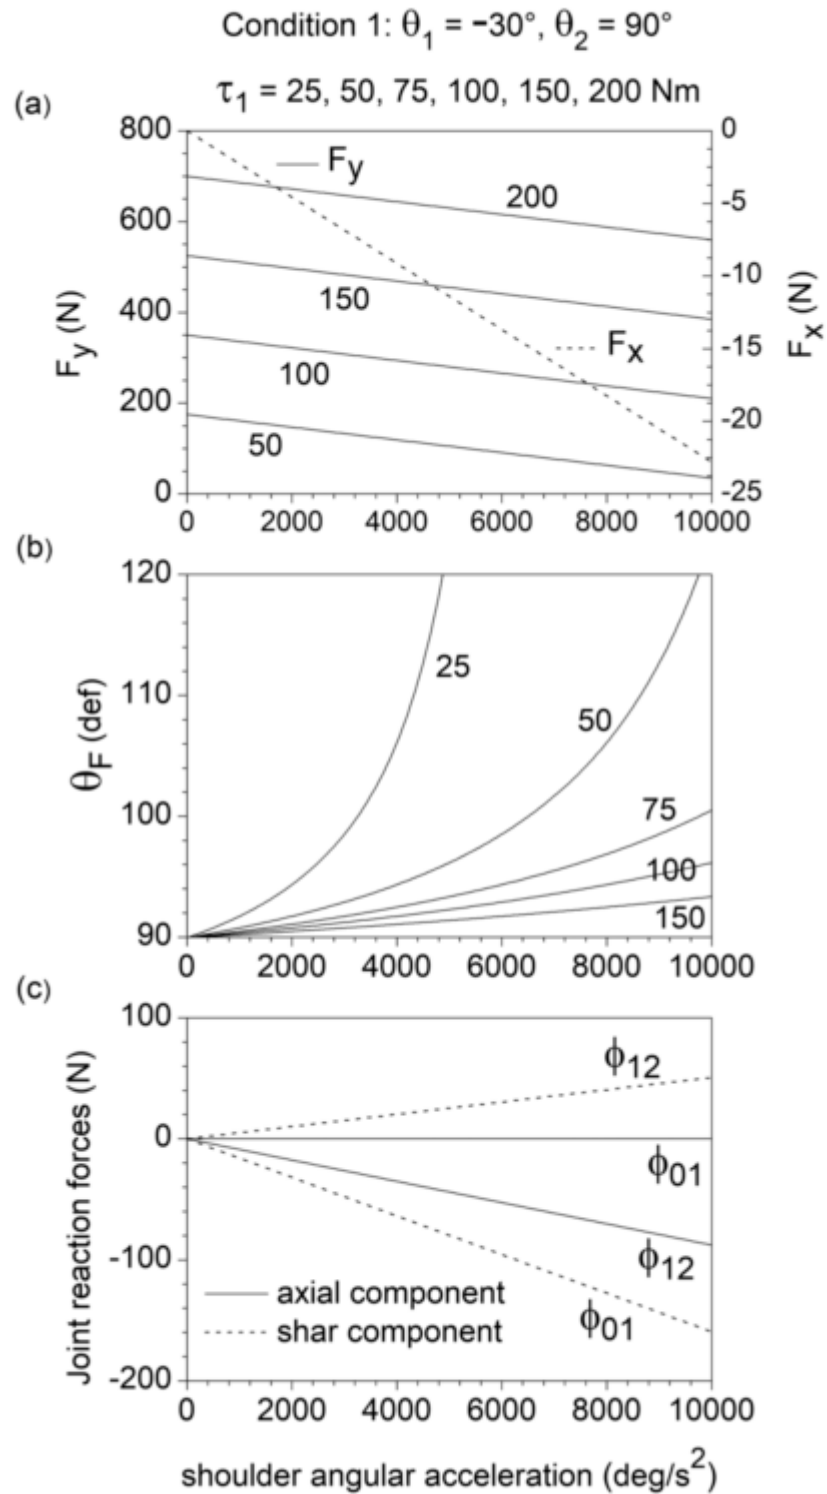 Condition 1: θ1 = −30°, θ2 = 90°
(a)
τ1 = 25, 50, 75, 100, 150, 200 Nm
800
600
400
200
0
Fy (N)
Fy
200
150
100
50
Fx
0
-5
-10
-15
-20
-25
Fx (N)
0 2000 4000 6000 8000 10000
(b)
120
110
100
90
θF (def)
25
50
75
100
150
0 2000 4000 6000 8000 10000
(c)
100
0
-100
-200
Joint reaction forces (N)
ϕ12
ϕ01
ϕ12
ϕ01
axial component
shar component
0 2000 4000 6000 8000 10000
shoulder angular acceleration (deg/s²)